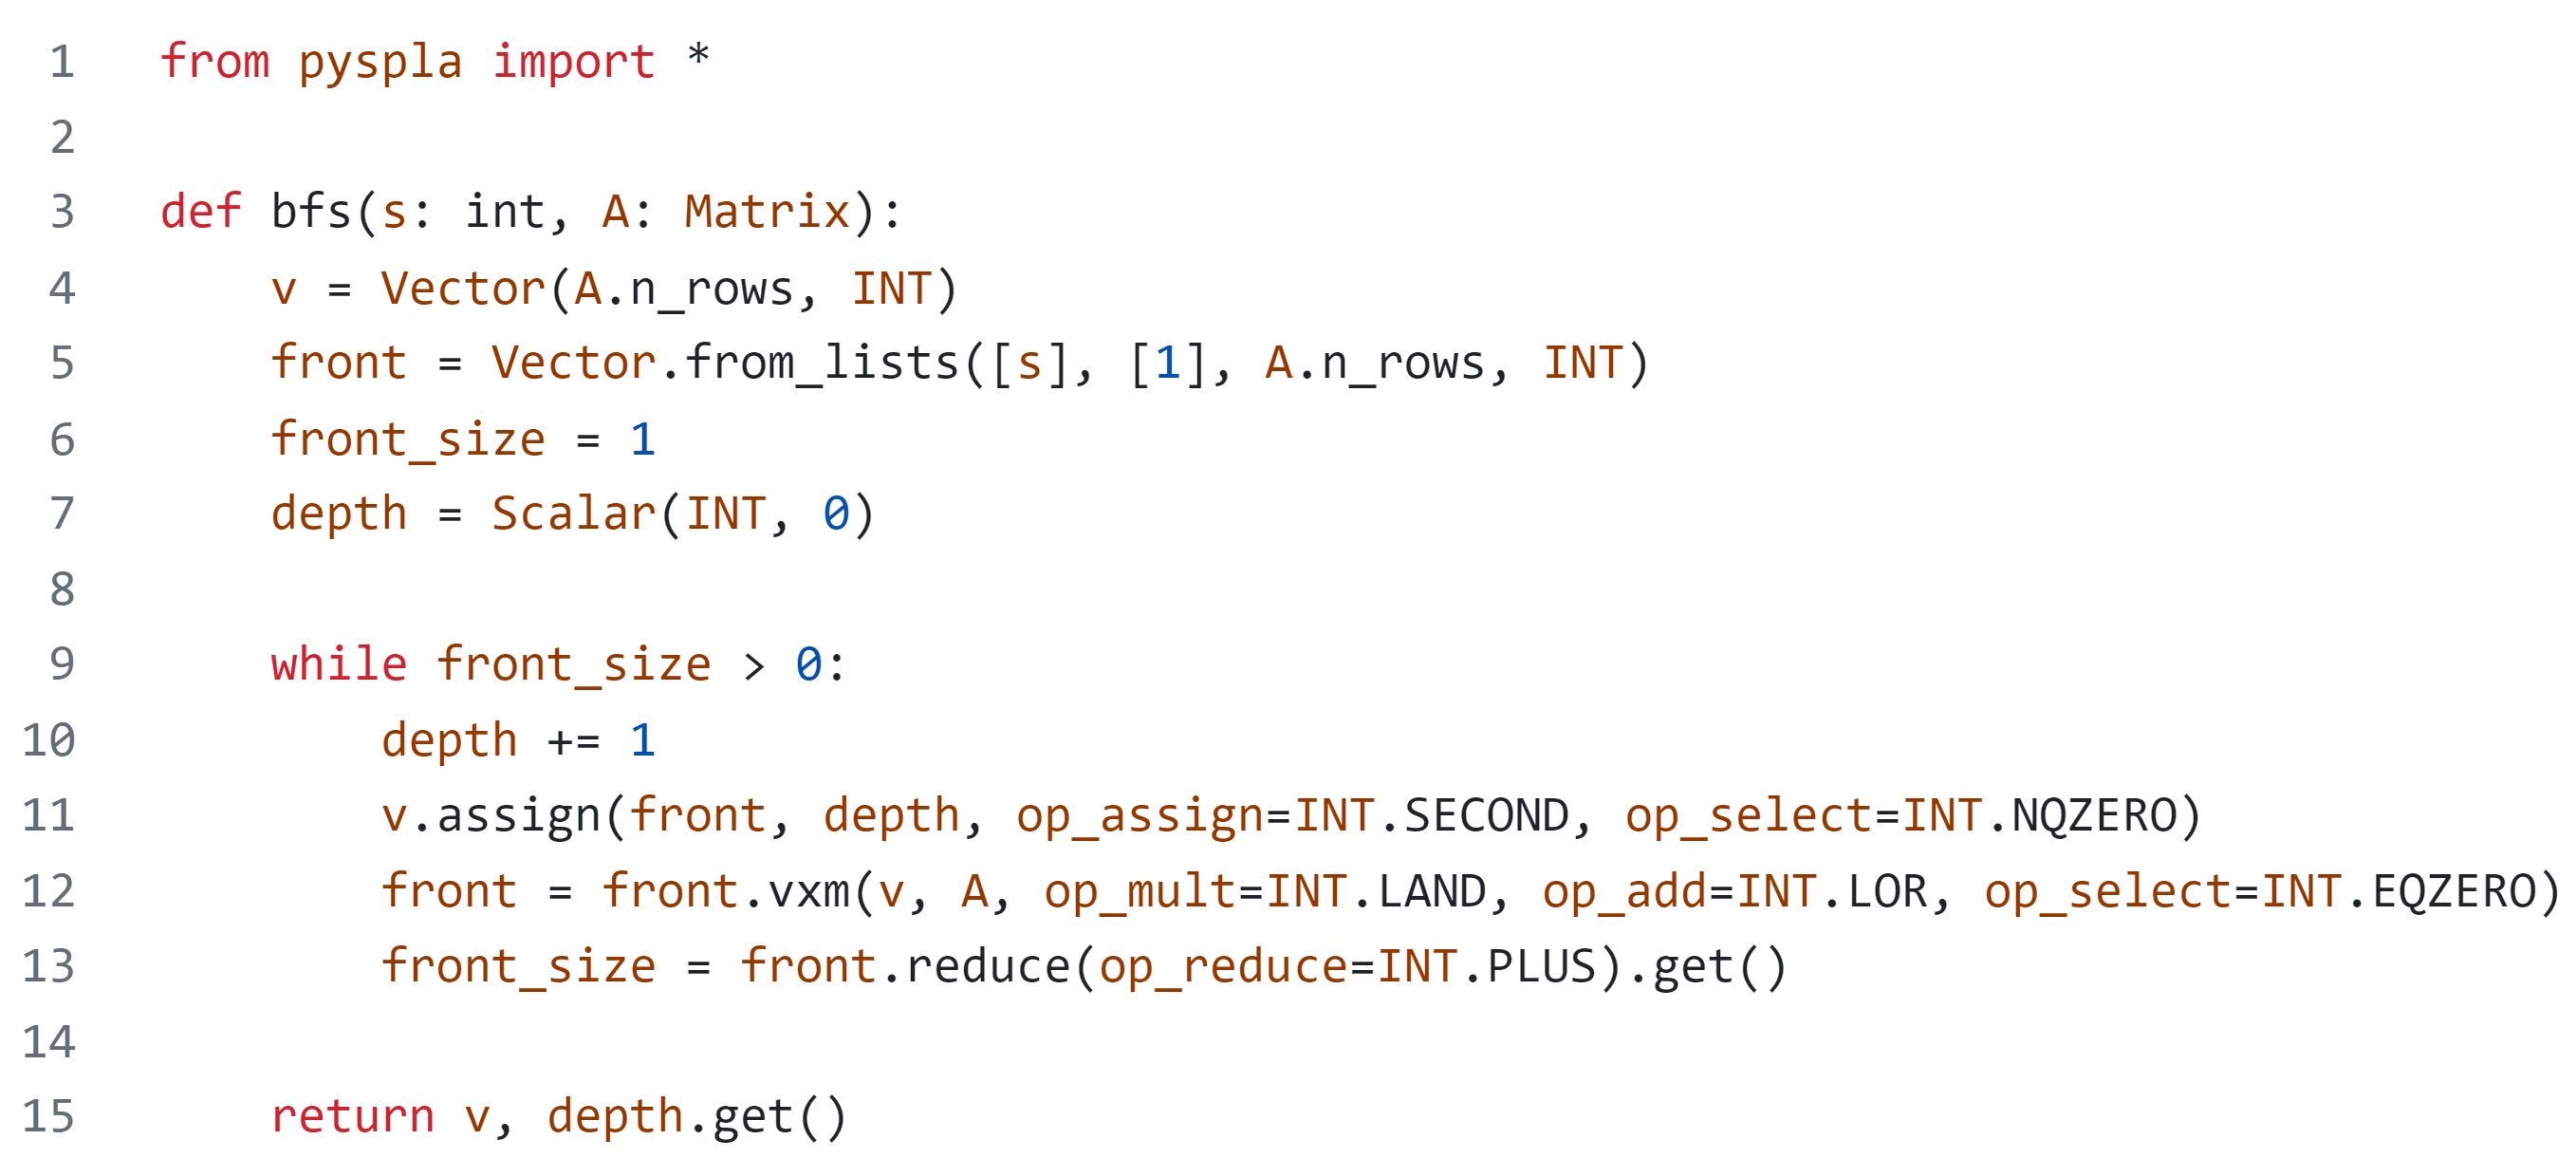 1 from pyspla import *
2
3 def bfs(s: int, A: Matrix):
4     v = Vector(A.n_rows, INT)
5     front = Vector.from_lists([s], [1], A.n_rows, INT)
6     front_size = 1
7     depth = Scalar(INT, 0)
8
9     while front_size > 0:
10         depth += 1
11         v.assign(front, depth, op_assign=INT.SECOND, op_select=INT.NQZERO)
12         front = front.vxm(v, A, op_mult=INT.LAND, op_add=INT.LOR, op_select=INT.EQZERO)
13         front_size = front.reduce(op_reduce=INT.PLUS).get()
14
15     return v, depth.get()